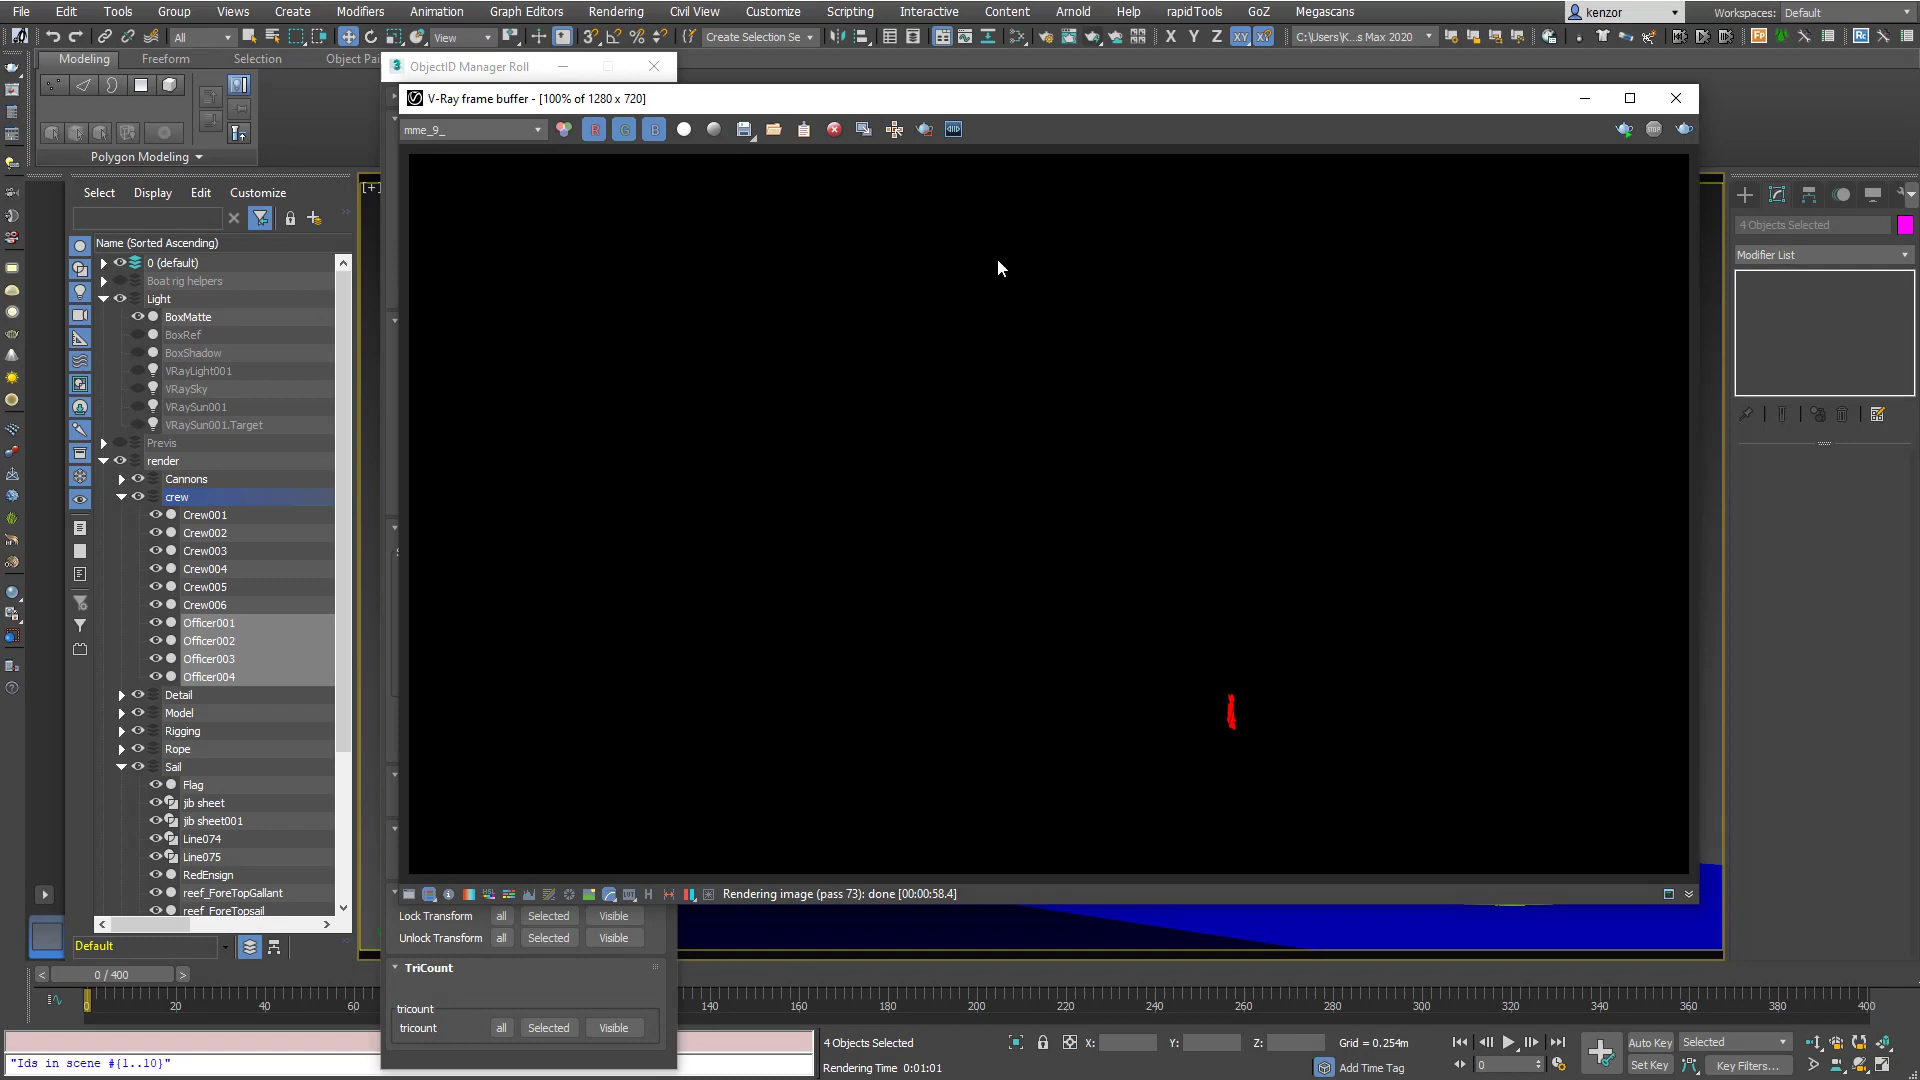 File Edit Tools Group Views Create Modifiers Animation Graph Editors Rendering Civil View Customize Scripting Interactive Content Arnold Help rapidTools GoZ Megascans kenzor Workspaces: Default
All View Create Selection Se X Y Z XY C:\Users\K...s Max 2020
Modeling Freeform Selection Object Pai
Polygon Modeling
3 ObjectID Manager Roll
V-Ray frame buffer - [100% of 1280 x 720]
mme_9_ R G B
STOP
Select Display Edit Customize
Name (Sorted Ascending)
0 (default)
Boat rig helpers
Light
BoxMatte
BoxRef
BoxShadow
VRayLight001
VRaySky
VRaySun001
VRaySun001.Target
Previs
render
Cannons
crew
Crew001
Crew002
Crew003
Crew004
Crew005
Crew006
Officer001
Officer002
Officer003
Officer004
Detail
Model
Rigging
Rope
Sail
Flag
jib sheet
jib sheet001
Line074
Line075
RedEnsign
reef_ForeTopGallant
reef_ForeTopsail
Default
[+]
4 Objects Selected
Modifier List
Rendering image (pass 73): done [00:00:58.4]
Lock Transform all Selected Visible
Unlock Transform all Selected Visible
TriCount
tricount
tricount all Selected Visible
0 / 400
0 20 40 60 140 160 180 200 220 240 260 280 300 320 340 360 380 400
"Ids in scene #{1..10}"
4 Objects Selected X: Y: Z: Grid = 0.254m Auto Key Selected
Rendering Time 0:01:01 Add Time Tag 0 Set Key Key Filters...